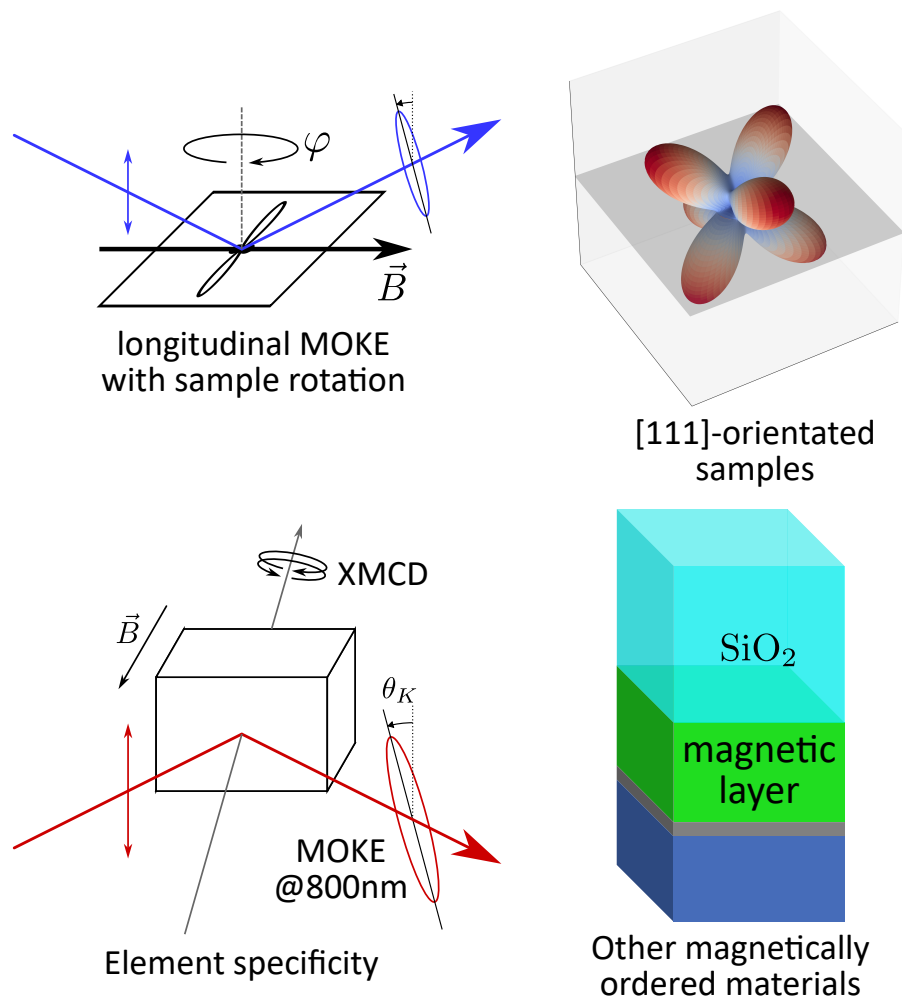 φ
B⃗
longitudinal MOKE
with sample rotation
[111]-orientated
samples
XMCD
B⃗
θ_K
MOKE
@800nm
Element specificity
SiO₂
magnetic
layer
Other magnetically
ordered materials